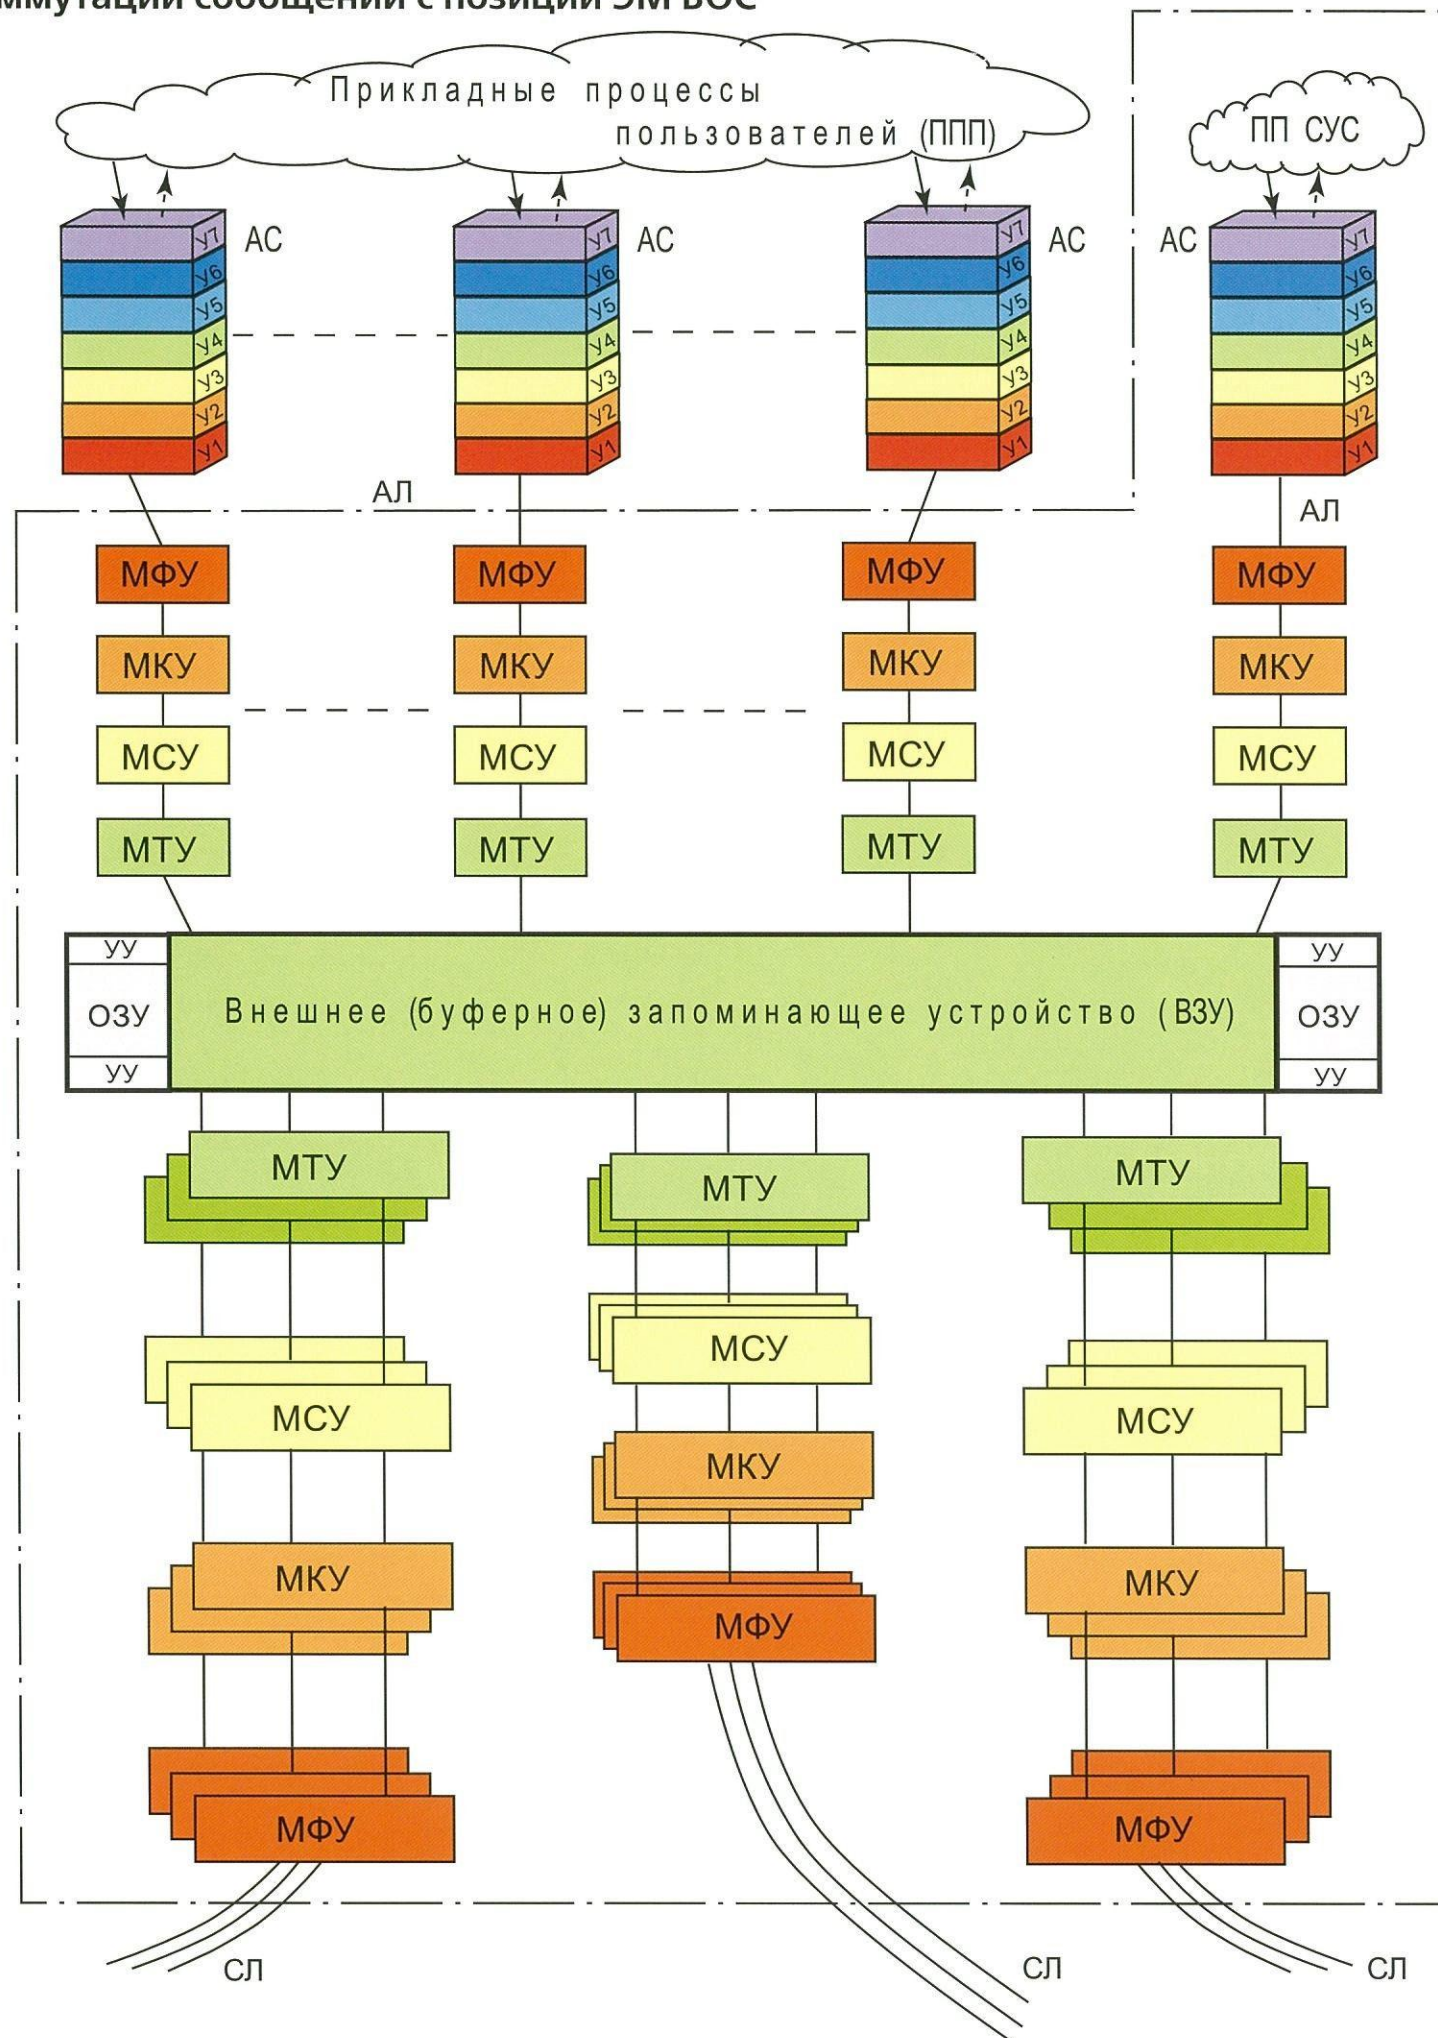 сообщений с позиций ЭМ ВОС
Прикладные процессы
пользователей (ППП)
ПП СУС
У7 АС У7 АС У7 АС АС У7
У6 У6 У6 У6
У5 У5 У5 У5
У4 У4 У4 У4
У3 У3 У3 У3
У2 У2 У2 У2
У1 У1 У1 У1
АЛ АЛ
МФУ МФУ МФУ МФУ
МКУ МКУ МКУ МКУ
МСУ МСУ МСУ МСУ
МТУ МТУ МТУ МТУ
УУ УУ
ОЗУ Внешнее (буферное) запоминающее устройство (ВЗУ) ОЗУ
УУ УУ
МТУ МТУ МТУ
МСУ МСУ МСУ
МКУ МКУ МКУ
МФУ МФУ МФУ
СЛ СЛ СЛ